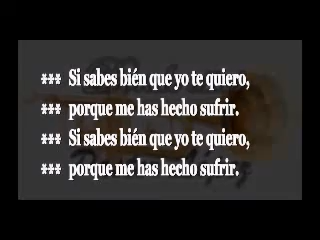 *** Si sabes bién que yo te quiero,
*** porque me has hecho sufrir.
*** Si sabes bién que yo te quiero,
*** porque me has hecho sufrir.